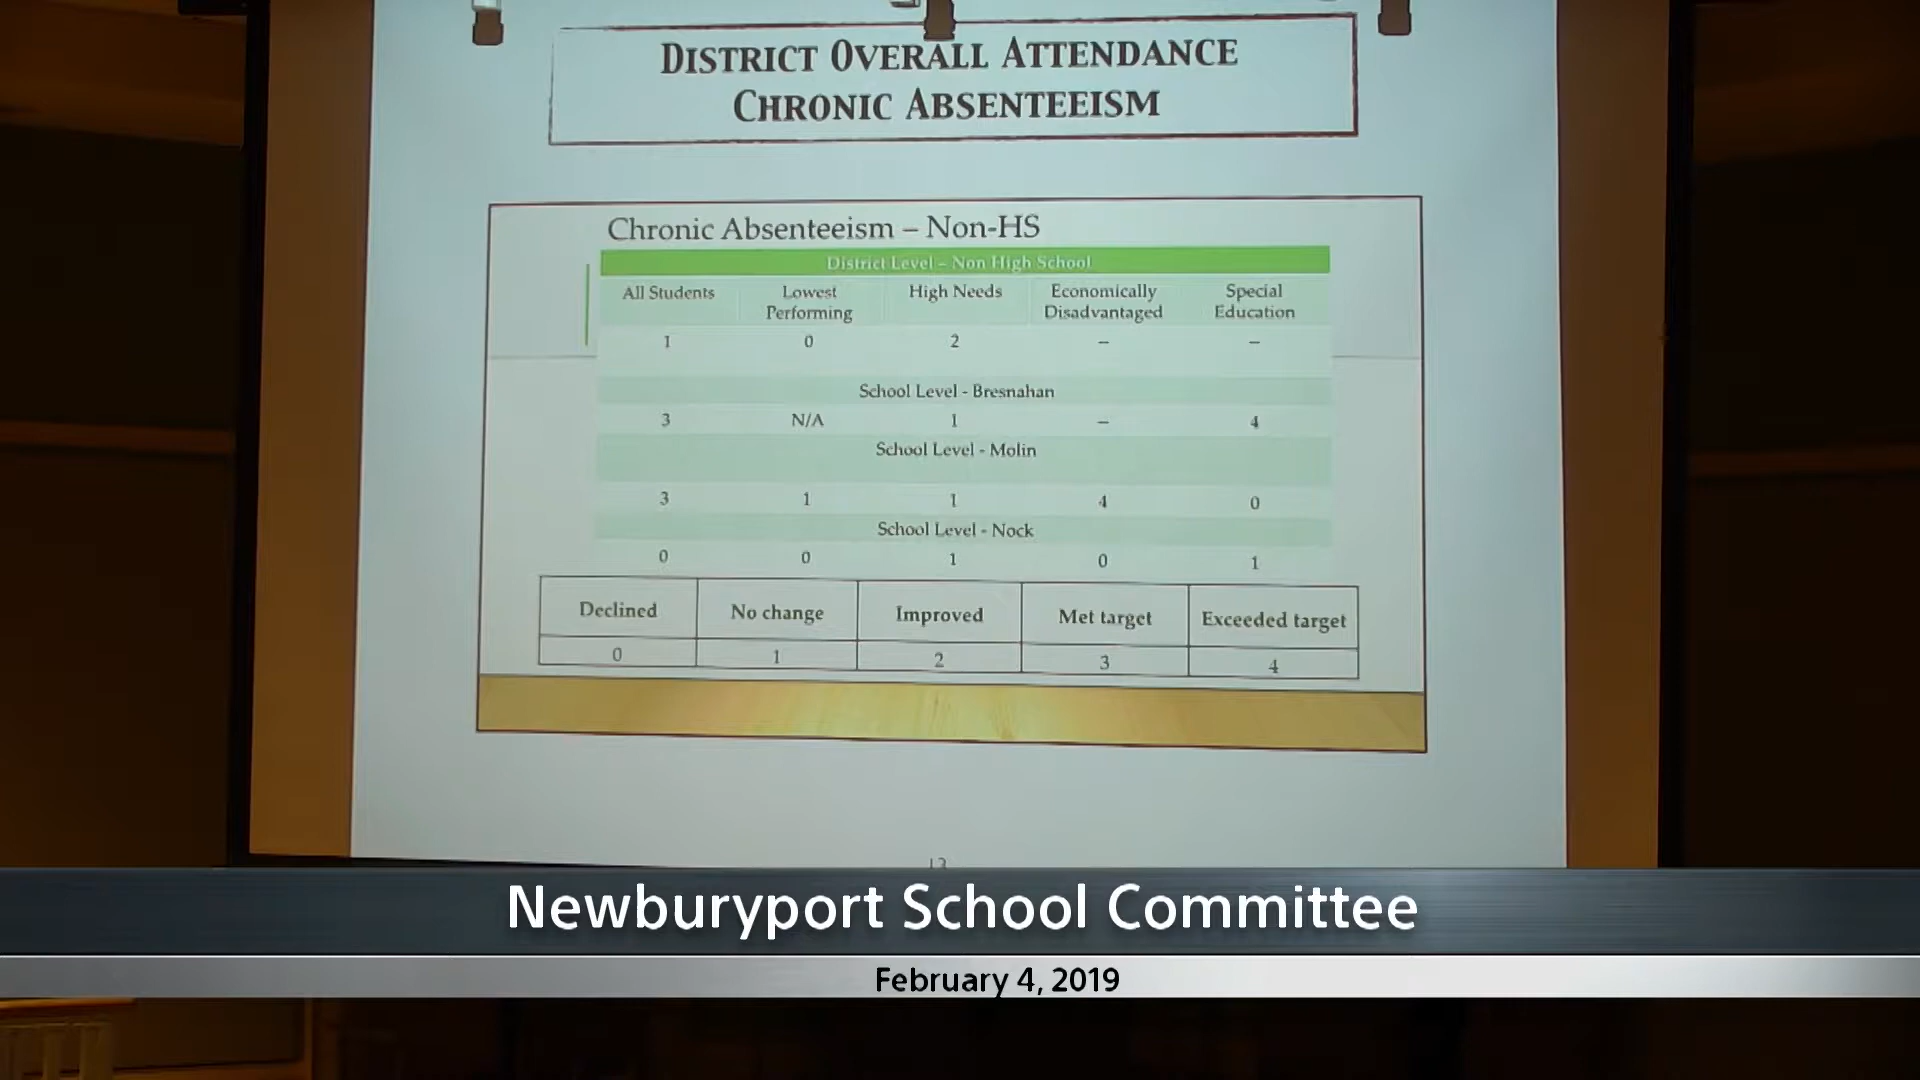 DISTRICT OVERALL ATTENDANCE
CHRONIC ABSENTEEISM
Chronic Absenteeism – Non-HS
District Level – Non High School
All Students Lowest Performing High Needs Economically Disadvantaged Special Education
1 0 2 – –
School Level - Bresnahan
3 N/A 1 – 4
School Level - Molin
3 1 1 4 0
School Level - Nock
0 0 1 0 1
Declined No change Improved Met target Exceeded target
0 1 2 3 4
Newburyport School Committee
February 4, 2019